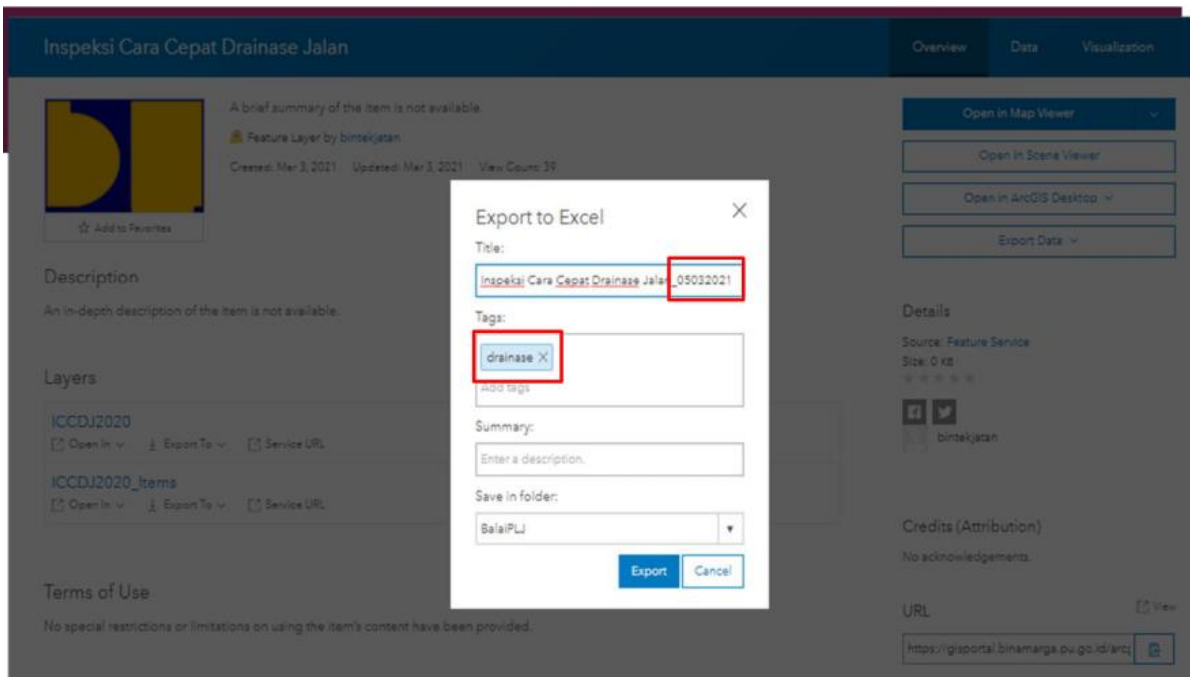 Inspeksi Cara Cepat Drainase Jalan
Overview Data Visualization
A brief summary of the item is not available.
Feature Layer by bintekjatan
Created: Mar 3, 2021 Updated: Mar 3, 2021 View Count: 39
Add to Favorites
Open in Map Viewer
Open in Scene Viewer
Open in ArcGIS Desktop
Export Data
Description
An in-depth description of the item is not available.
Layers
ICCDJ2020
Open In Export To Service URL
ICCDJ2020_Items
Open In Export To Service URL
Terms of Use
No special restrictions or limitations on using the item's content have been provided.
Export to Excel
Title:
Inspeksi Cara Cepat Drainase Jalan_05032021
Tags:
drainase
Add tags
Summary:
Enter a description.
Save in folder:
BalaiPLJ
Export Cancel
Details
Source: Feature Service
Size: 0 KB
bintekjatan
Credits (Attribution)
No acknowledgements.
URL View
https://gisportal.binamarga.pu.go.id/arcg